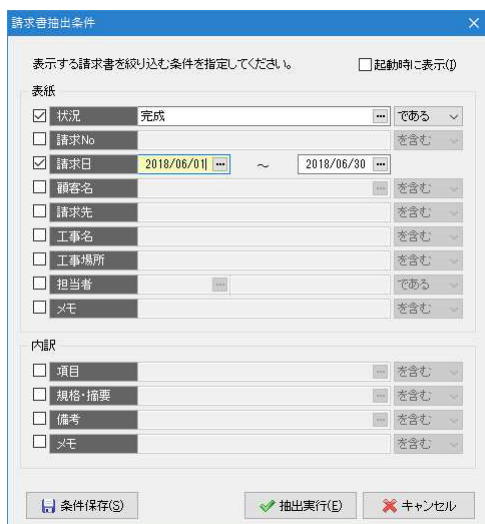 請求書抽出条件
表示する請求書を絞り込む条件を指定してください。 起動時に表示(I)
表紙
状況 完成 ... である
請求No を含む
請求日 2018/06/01 ... ～ 2018/06/30 ...
顧客名 ... を含む
請求先 を含む
工事名 を含む
工事場所 を含む
担当者 ... である
メモ を含む
内訳
項目 ... を含む
規格・摘要 ... を含む
備考 ... を含む
メモ を含む
条件保存(S) 抽出実行(E) キャンセル